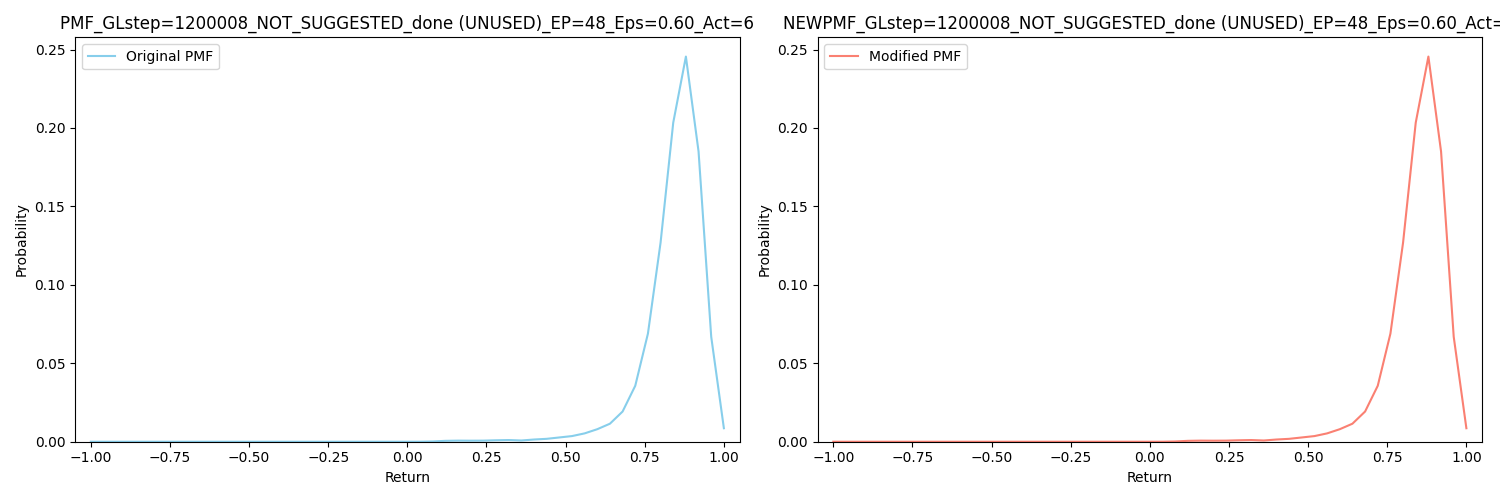 PMF_GLstep=1200008_NOT_SUGGESTED_done (UNUSED)_EP=48_Eps=0.60_Act=6
Original PMF
0.25
0.20
0.15
0.10
0.05
0.00
Probability
−1.00 −0.75 −0.50 −0.25 0.00 0.25 0.50 0.75 1.00
Return
NEWPMF_GLstep=1200008_NOT_SUGGESTED_done (UNUSED)_EP=48_Eps=0.60_Act=
Modified PMF
0.25
0.20
0.15
0.10
0.05
0.00
Probability
−1.00 −0.75 −0.50 −0.25 0.00 0.25 0.50 0.75 1.00
Return